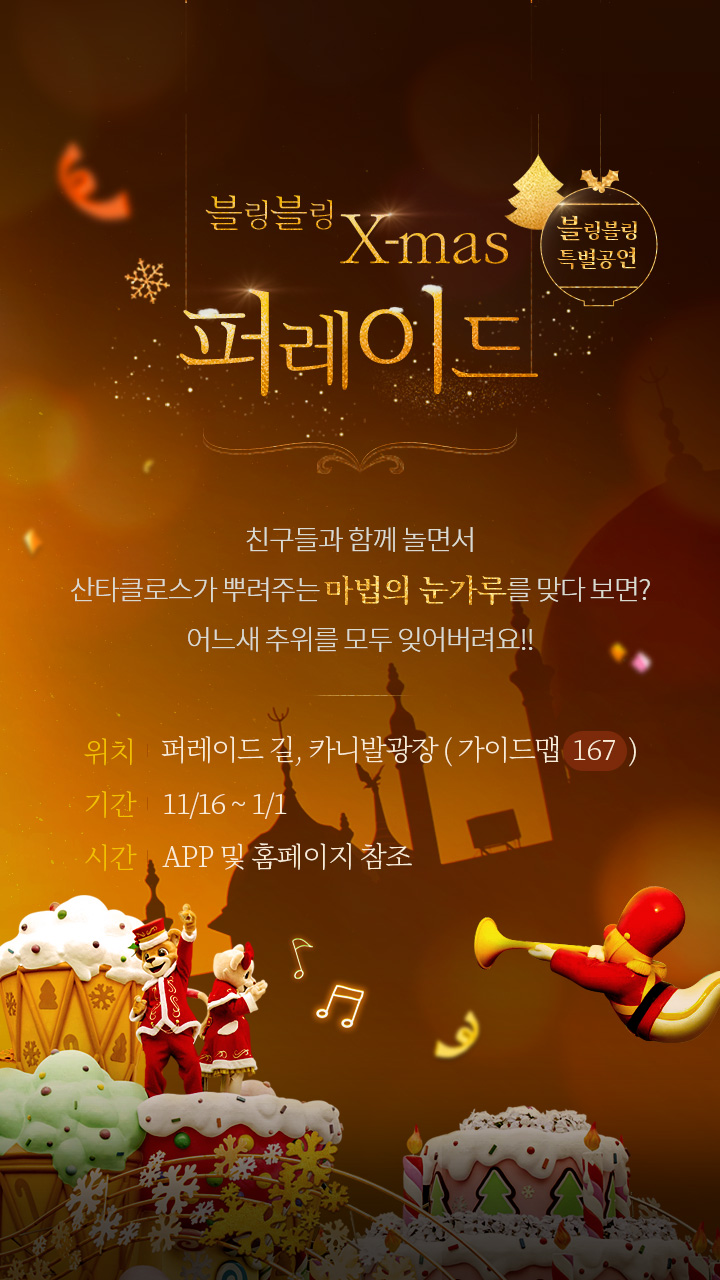 블링블링
X-mas
퍼레이드
블링블링
특별공연
친구들과 함께 놀면서
산타클로스가 뿌려주는 마법의 눈가루를 맞다 보면?
어느새 추위를 모두 잊어버려요!!
위치 퍼레이드 길, 카니발광장 ( 가이드맵 167 )
기간 11/16 ~ 1/1
시간 APP 및 홈페이지 참조